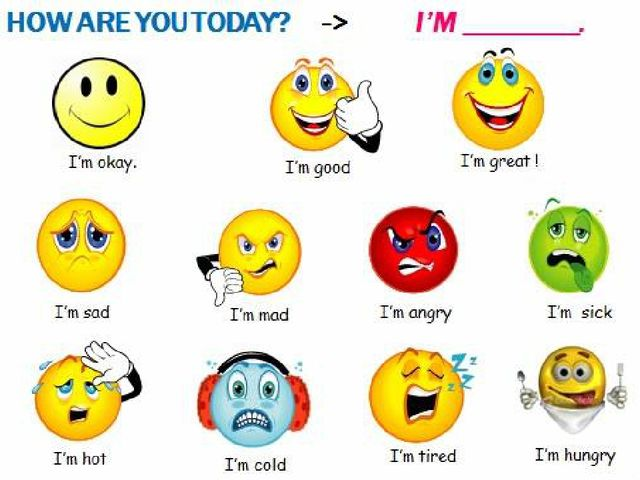 HOW ARE YOU TODAY? -> I'M ________.
I'm okay. I'm good I'm great !
I'm sad I'm mad I'm angry I'm sick
z z z
I'm hot I'm cold I'm tired I'm hungry